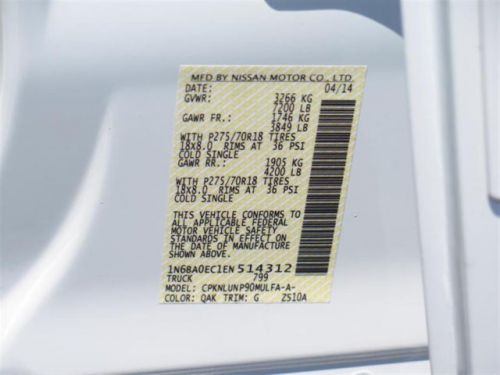 MFD BY NISSAN MOTOR CO., LTD.
DATE: 04/14
GVWR: 3266 KG
7200 LB
GAWR FR.: 1746 KG
3849 LB
WITH P275/70R18 TIRES
18X8.0 RIMS AT 36 PSI
COLD SINGLE
GAWR RR.: 1905 KG
4200 LB
WITH P275/70R18 TIRES
18X8.0 RIMS AT 36 PSI
COLD SINGLE
THIS VEHICLE CONFORMS TO
ALL APPLICABLE FEDERAL
MOTOR VEHICLE SAFETY
STANDARDS IN EFFECT ON
THE DATE OF MANUFACTURE
SHOWN ABOVE.
1N6BA0EC1EN 514312
TRUCK 799
MODEL: CPKNLUNP90MULFA-A-
COLOR: QAK TRIM: G ZS10A